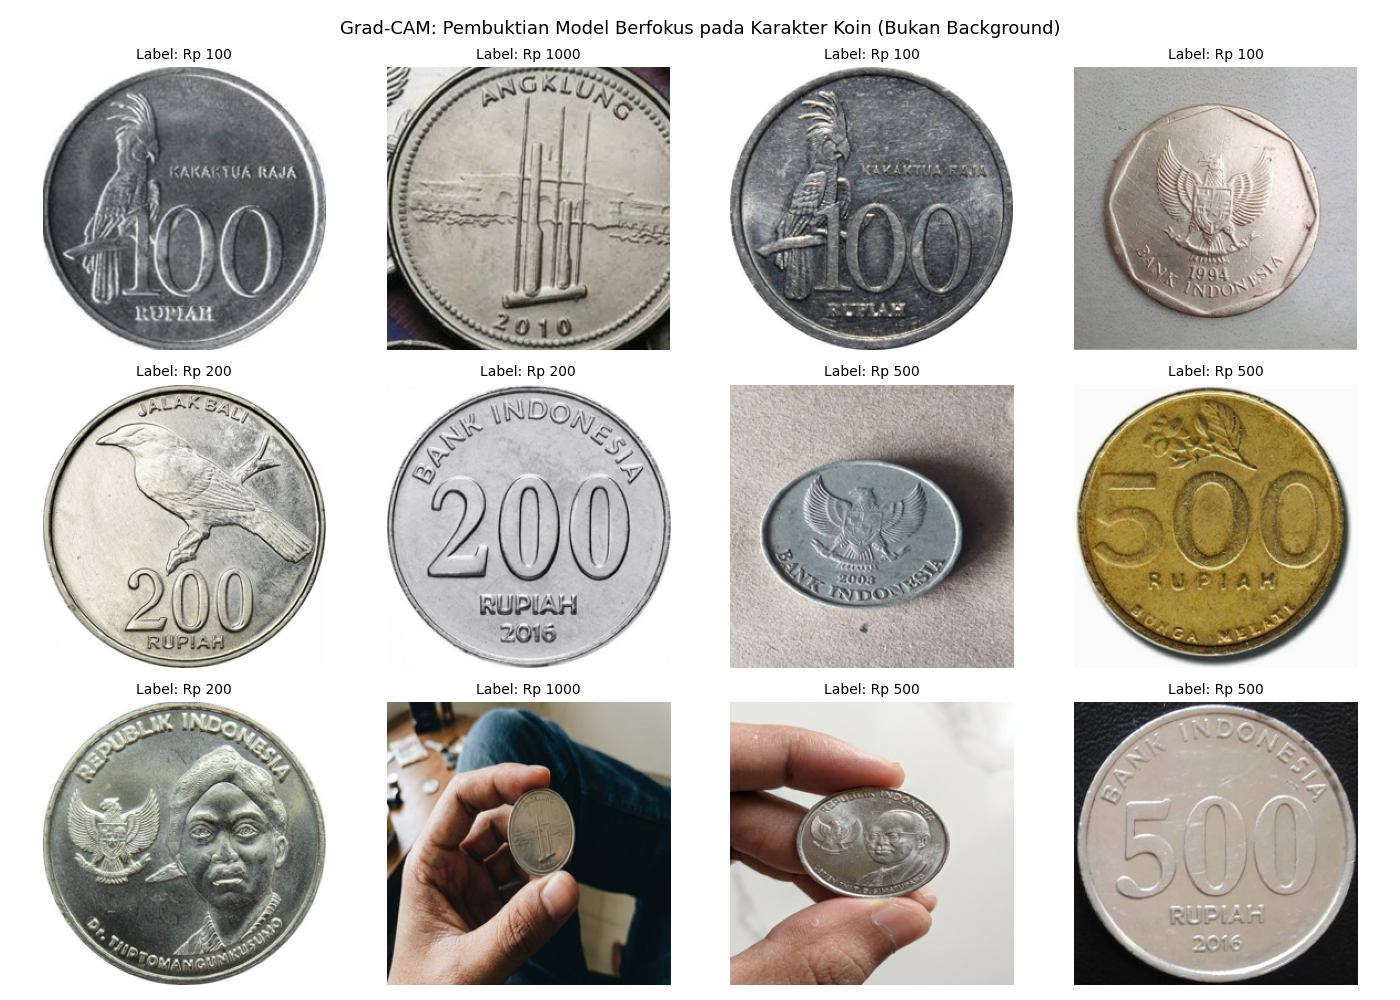 Grad-CAM: Pembuktian Model Berfokus pada Karakter Koin (Bukan Background)
Label: Rp 100
KAKAKTUA RAJA
100
RUPIAH
Label: Rp 1000
ANGKLUNG
2010
Label: Rp 100
KAKAKTUA RAJA
100
RUPIAH
Label: Rp 100
1994
BANK INDONESIA
Label: Rp 200
JALAK BALI
200
RUPIAH
Label: Rp 200
BANK INDONESIA
200
RUPIAH
2016
Label: Rp 500
2003
BANK INDONESIA
Label: Rp 500
500
RUPIAH
BUNGA MELATI
Label: Rp 200
REPUBLIK INDONESIA
Dr. TJIPTOMANGUNKUSUMO
Label: Rp 1000
Label: Rp 500
REPUBLIK INDONESIA
Label: Rp 500
BANK INDONESIA
500
RUPIAH
2016